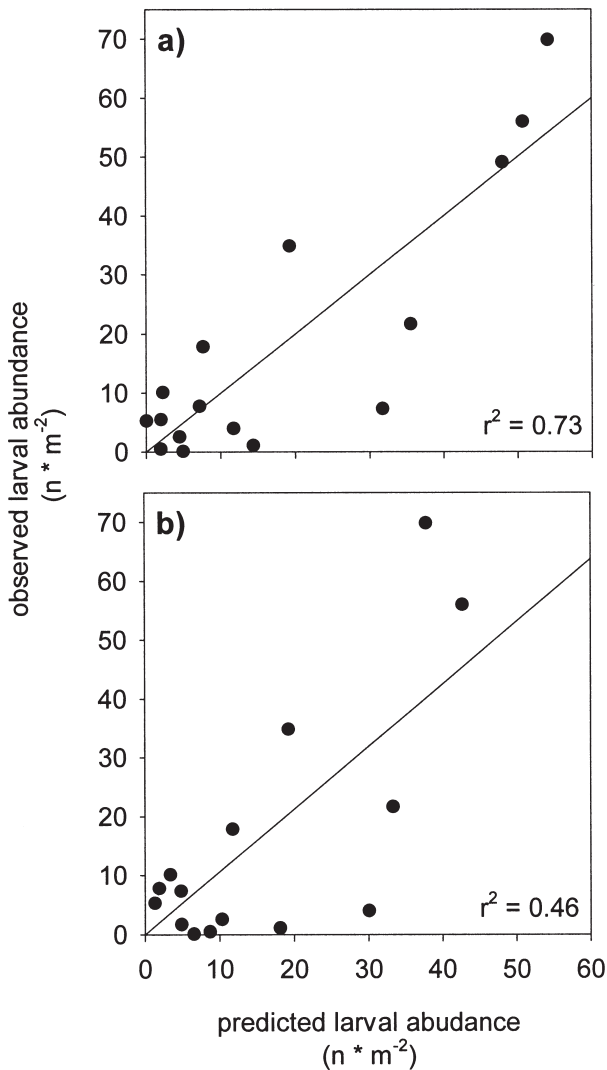 a)
70
60
50
40
30
20
10
0
r² = 0.73
observed larval abundance
(n * m⁻²)
b)
70
60
50
40
30
20
10
0
r² = 0.46
0 10 20 30 40 50 60
predicted larval abudance
(n * m⁻²)